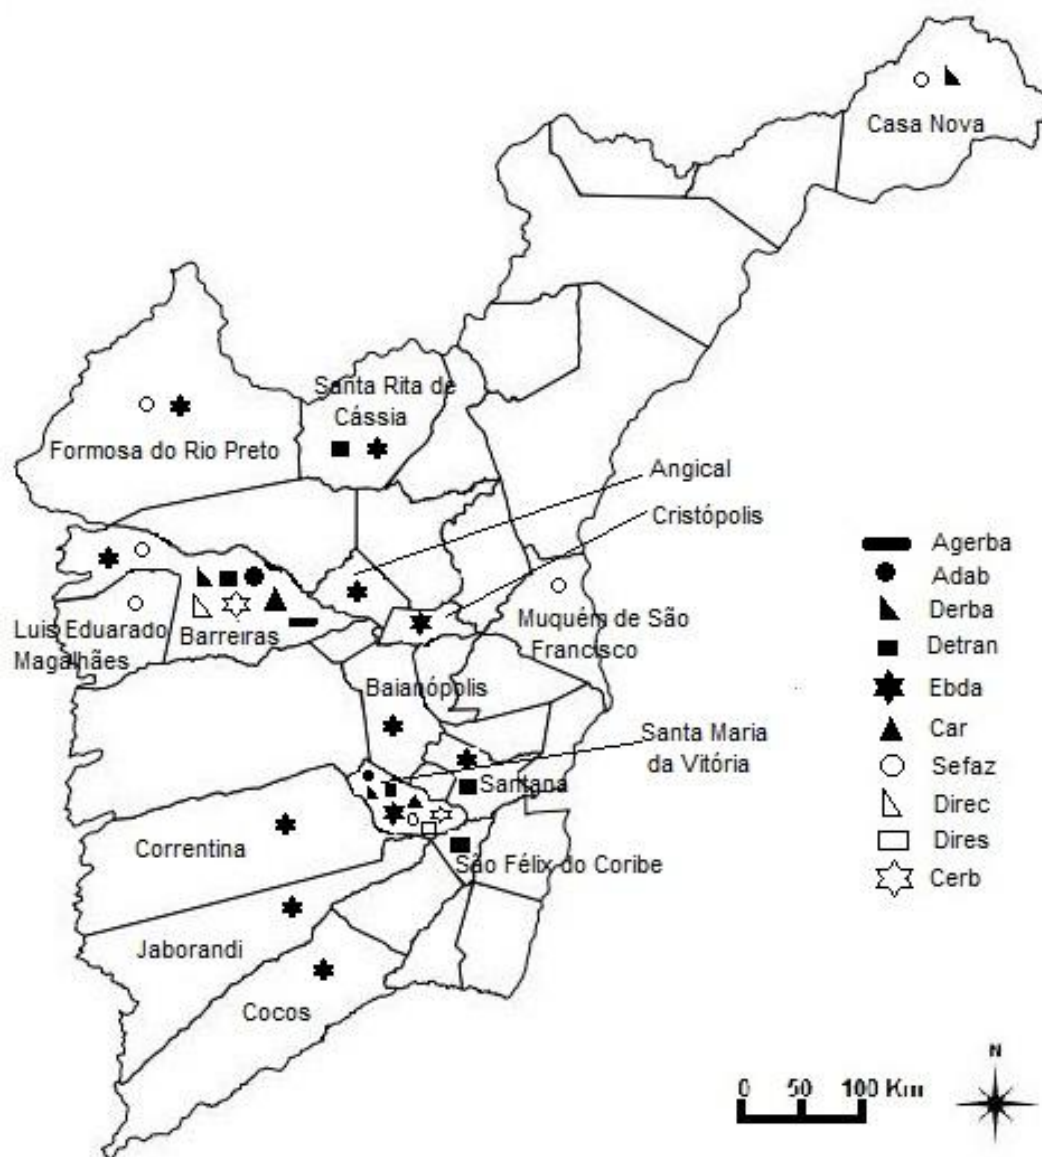 Casa Nova
Santa Rita de
Cássia
Formosa do Rio Preto
Angical
Cristópolis
Luis Eduarado
Magalhães
Barreiras
Muquém de São
Francisco
Baianópolis
Santa Maria
da Vitória
Santana
Correntina
São Félix do Coribe
Jaborandi
Cocos
Agerba
Adab
Derba
Detran
Ebda
Car
Sefaz
Direc
Dires
Cerb
N
0 50 100 Km